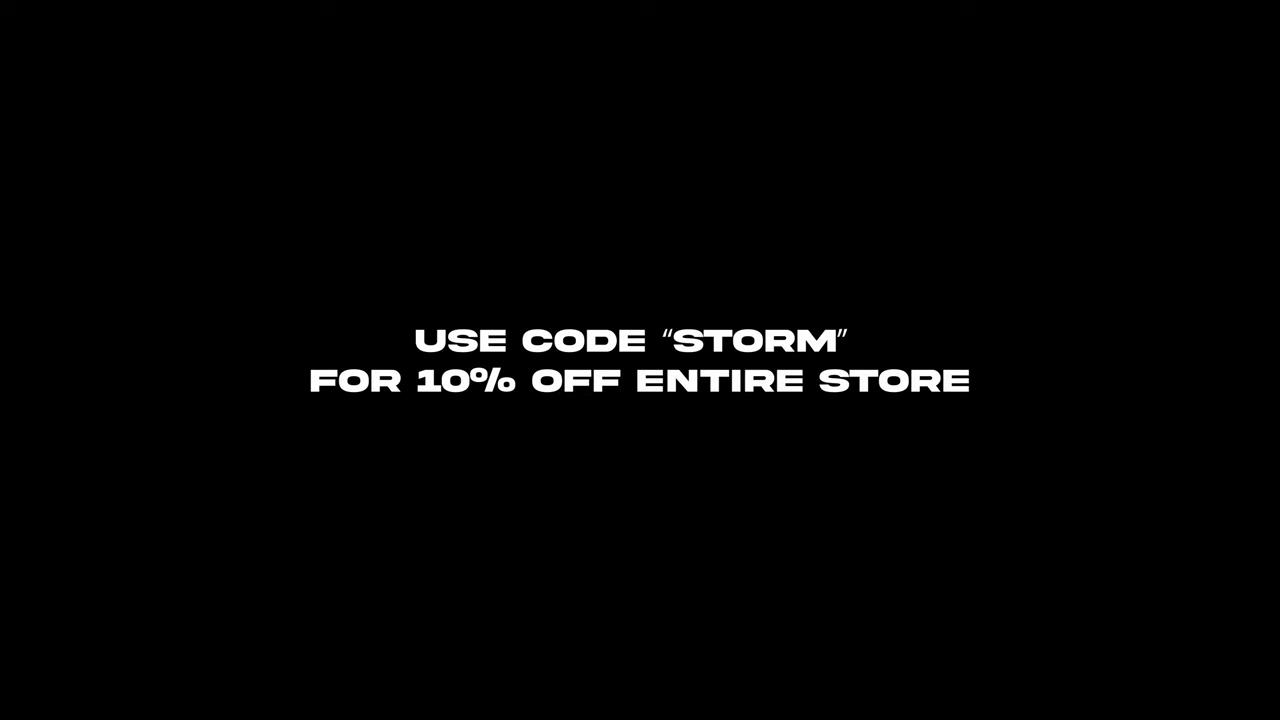 USE CODE “STORM”
FOR 10% OFF ENTIRE STORE